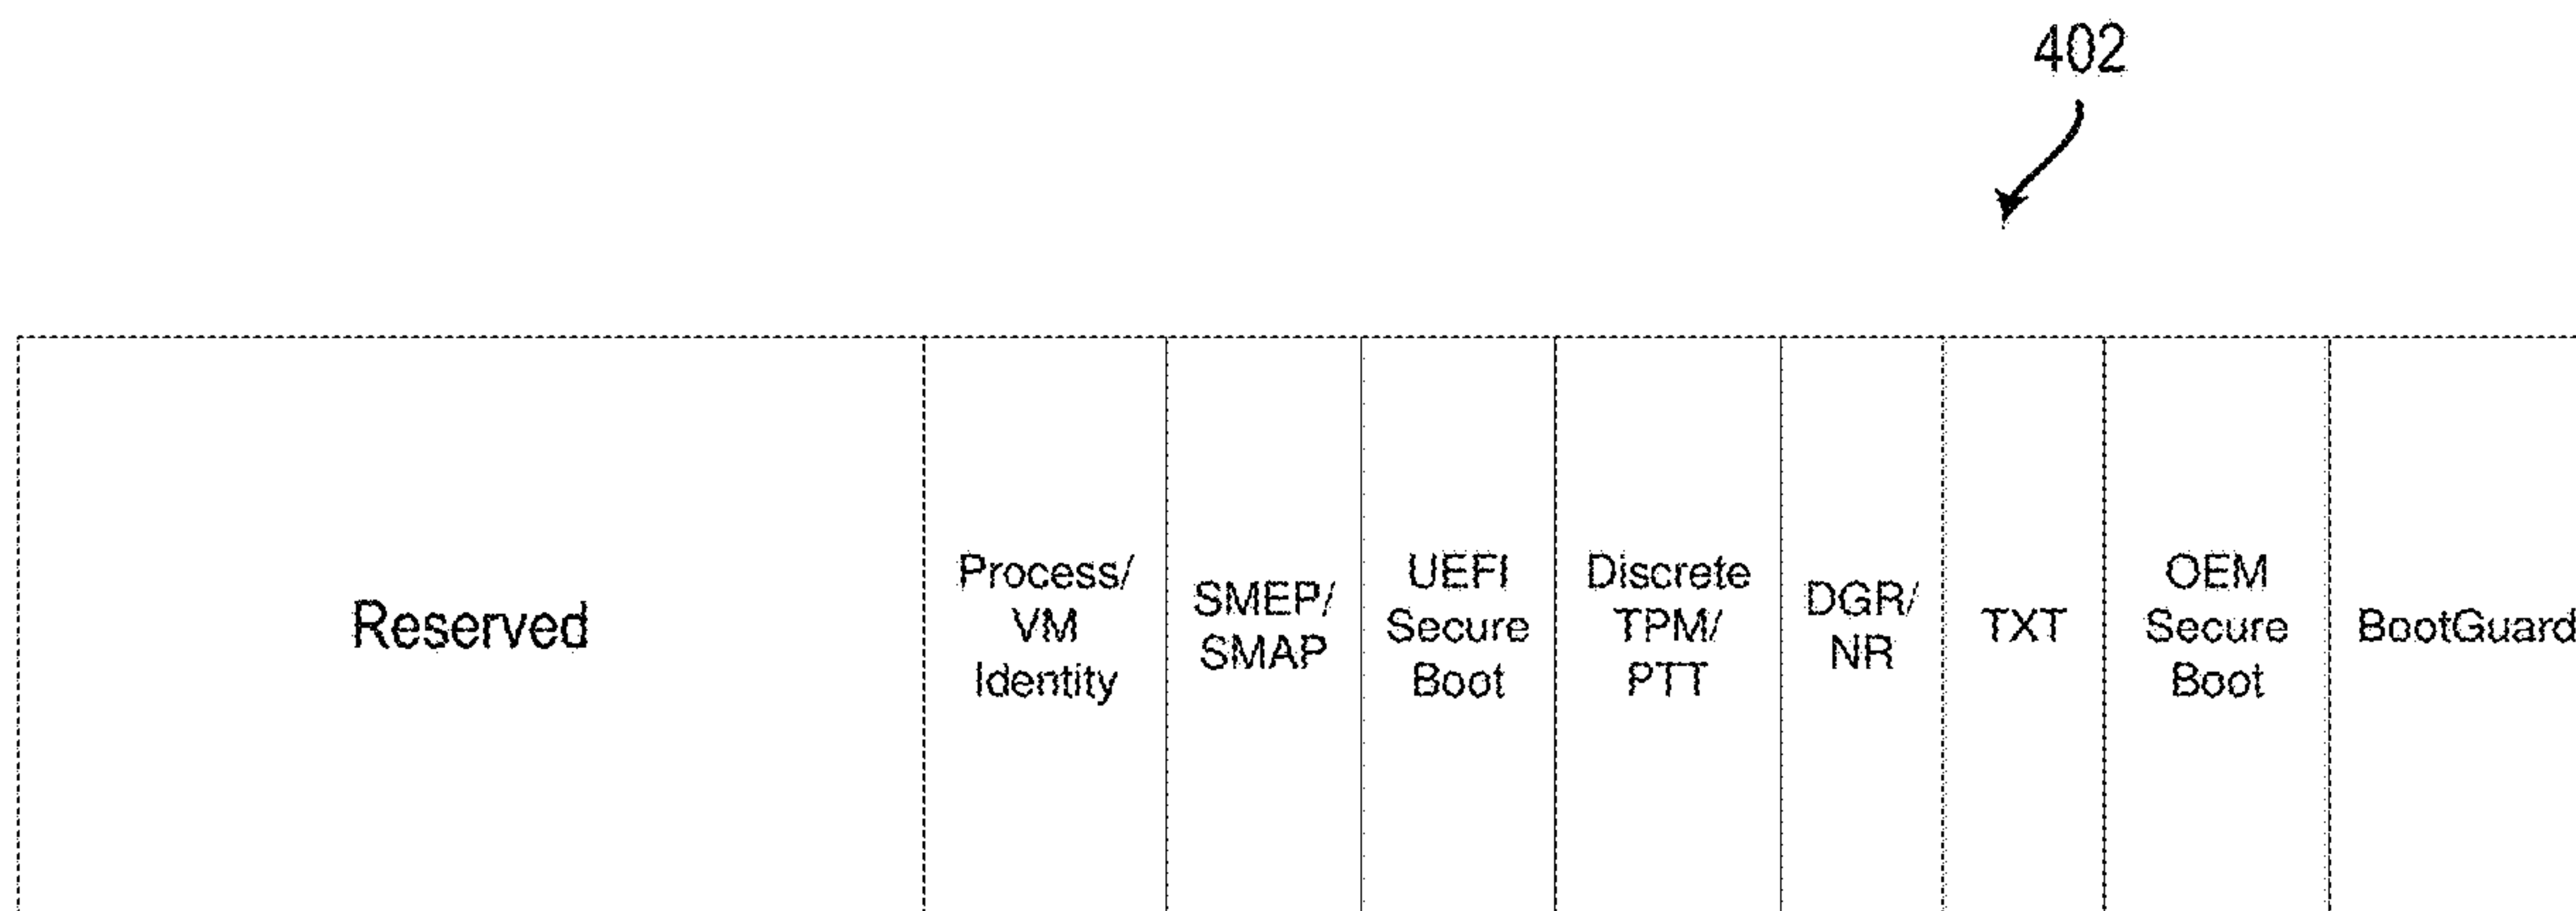 402
Reserved
Process/
VM
Identity
SMEP/
SMAP
UEFI
Secure
Boot
Discrete
TPM/
PTT
DGR/
NR
TXT
OEM
Secure
Boot
BootGuard